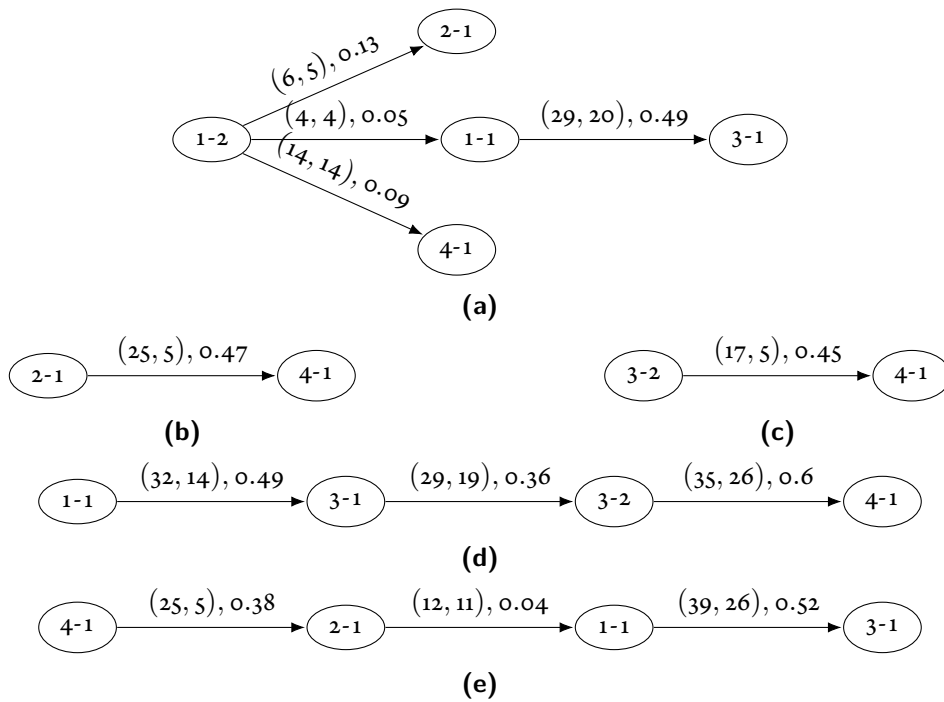 2-1
(6, 5), 0.13
(4, 4), 0.05
(29, 20), 0.49
1-2
1-1
3-1
(14, 14), 0.09
4-1
(a)
(25, 5), 0.47
2-1
4-1
(b)
(17, 5), 0.45
3-2
4-1
(c)
(32, 14), 0.49
(29, 19), 0.36
(35, 26), 0.6
1-1
3-1
3-2
4-1
(d)
(25, 5), 0.38
(12, 11), 0.04
(39, 26), 0.52
4-1
2-1
1-1
3-1
(e)